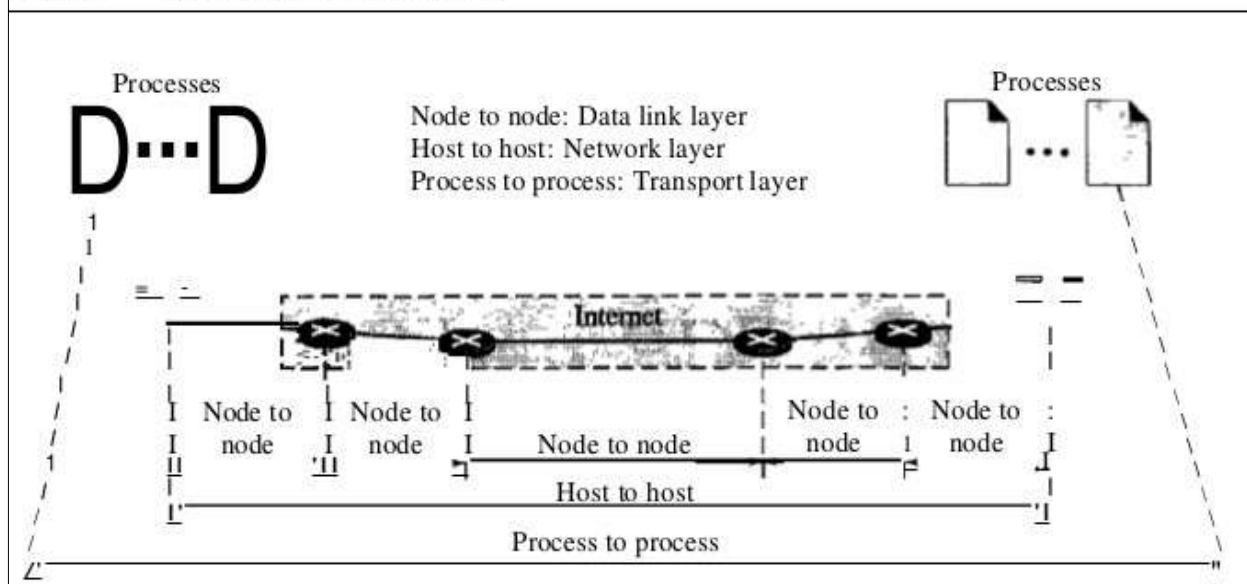 Processes
Processes
D...D
Node to node: Data link layer
Host to host: Network layer
Process to process: Transport layer
Internet
Node to
node
Node to
node
Node to node
Node to
node
Node to
node
Host to host
Process to process